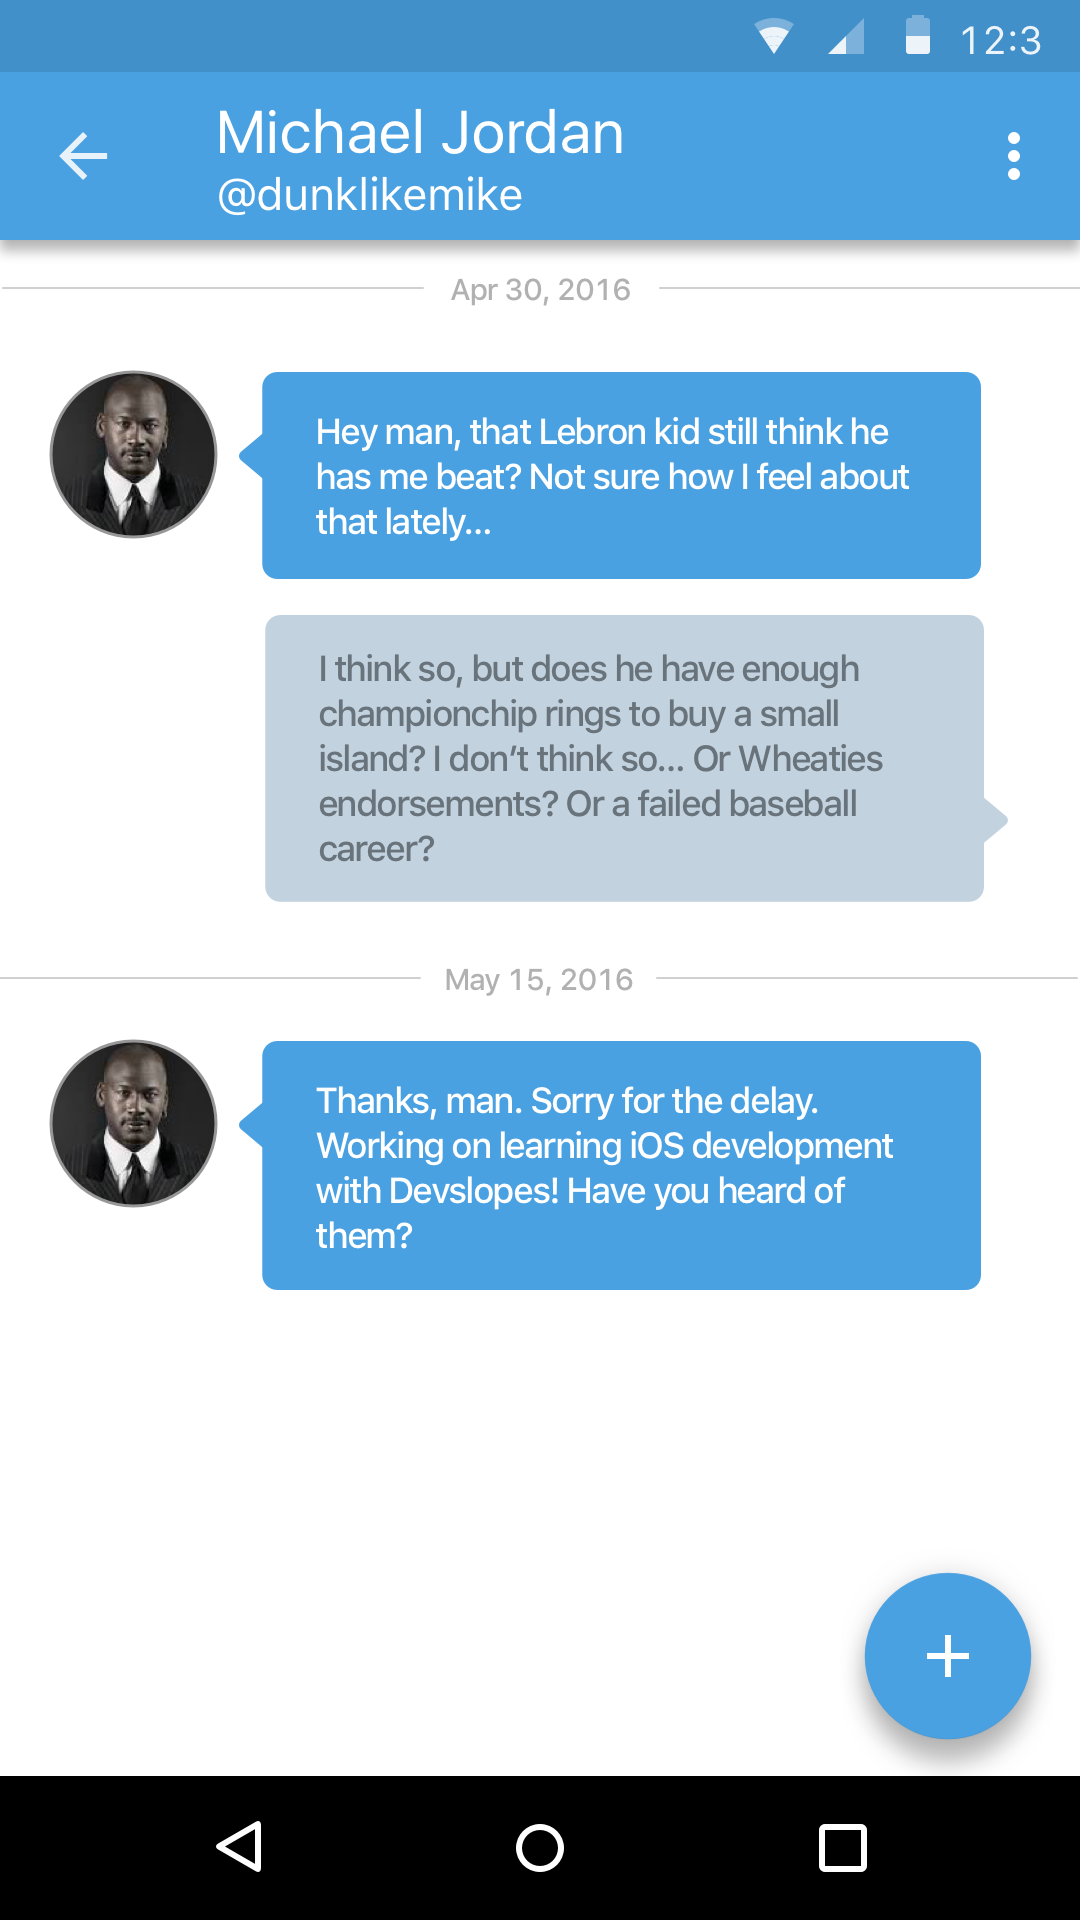 12:3
Michael Jordan
@dunklikemike
Apr 30, 2016
Hey man, that Lebron kid still think he
has me beat? Not sure how I feel about
that lately...
I think so, but does he have enough
championchip rings to buy a small
island? I don’t think so... Or Wheaties
endorsements? Or a failed baseball
career?
May 15, 2016
Thanks, man. Sorry for the delay.
Working on learning iOS development
with Devslopes! Have you heard of
them?